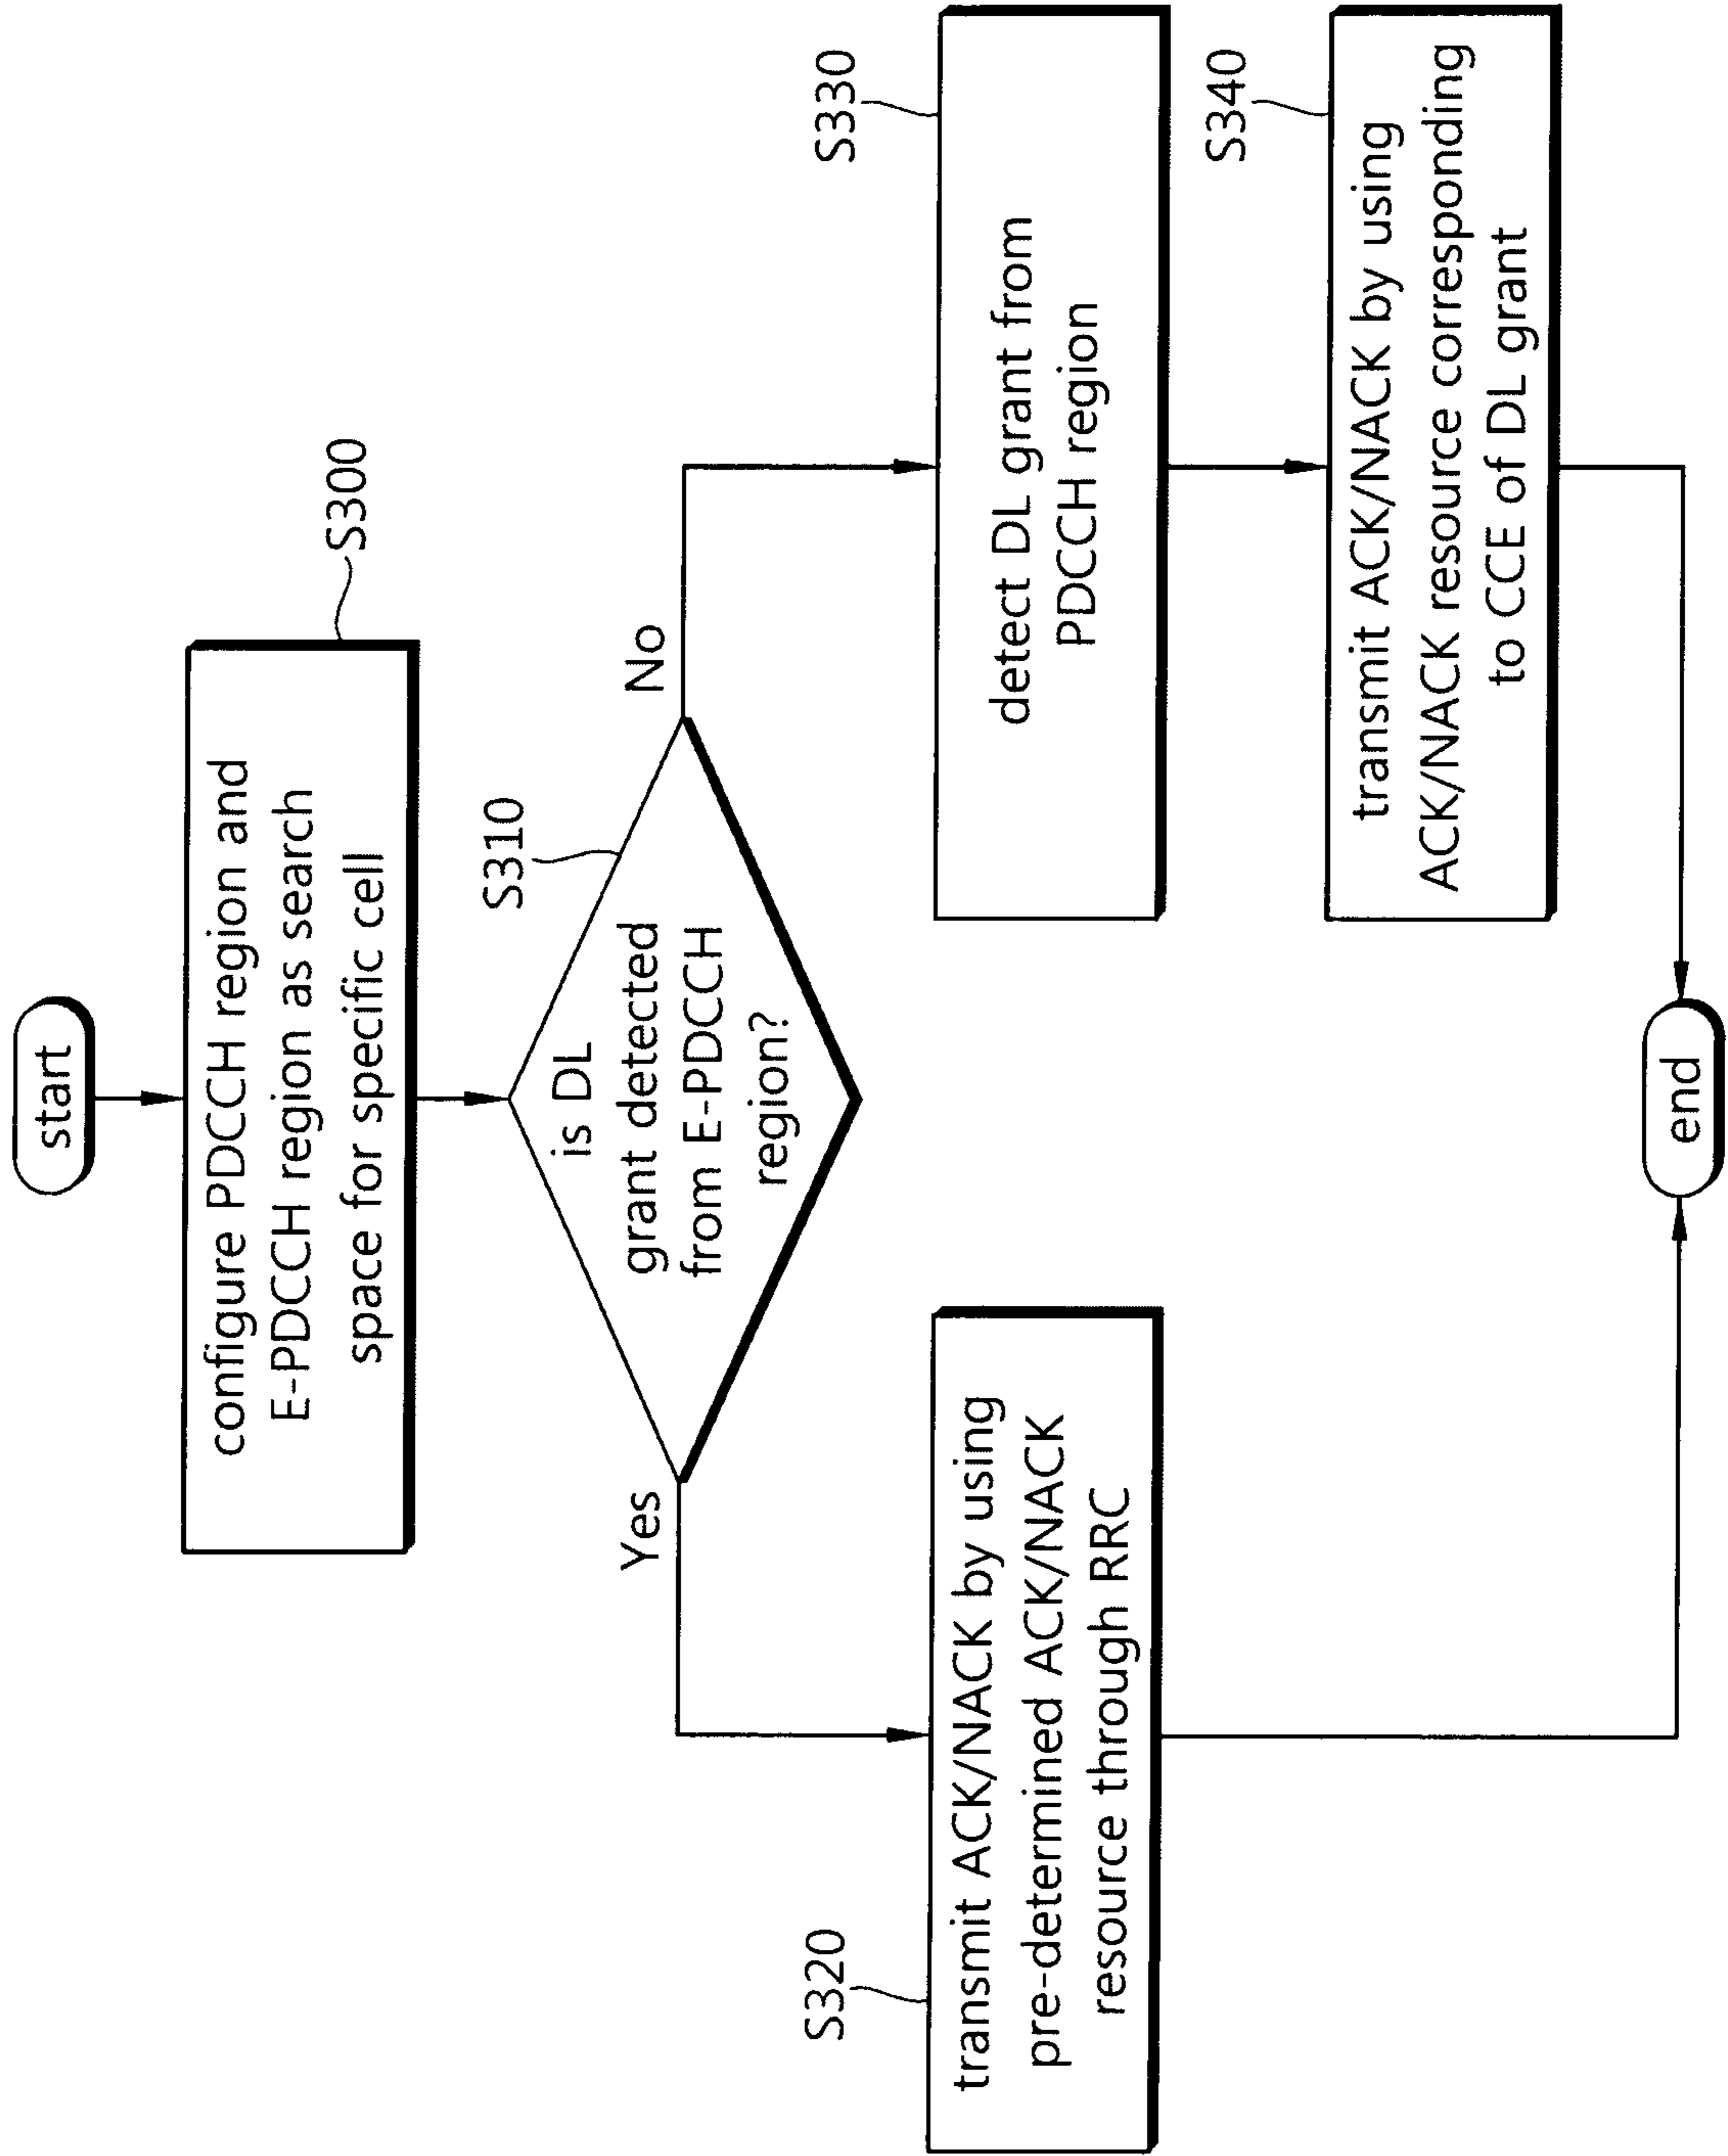 start
S300
configure PDCCH region and
E-PDCCH region as search
space for specific cell
S310
is DL
grant detected
from E-PDCCH
region?
Yes
No
S320
transmit ACK/NACK by using
pre-determined ACK/NACK
resource through RRC
S330
detect DL grant from
PDCCH region
S340
transmit ACK/NACK by using
ACK/NACK resource corresponding
to CCE of DL grant
end